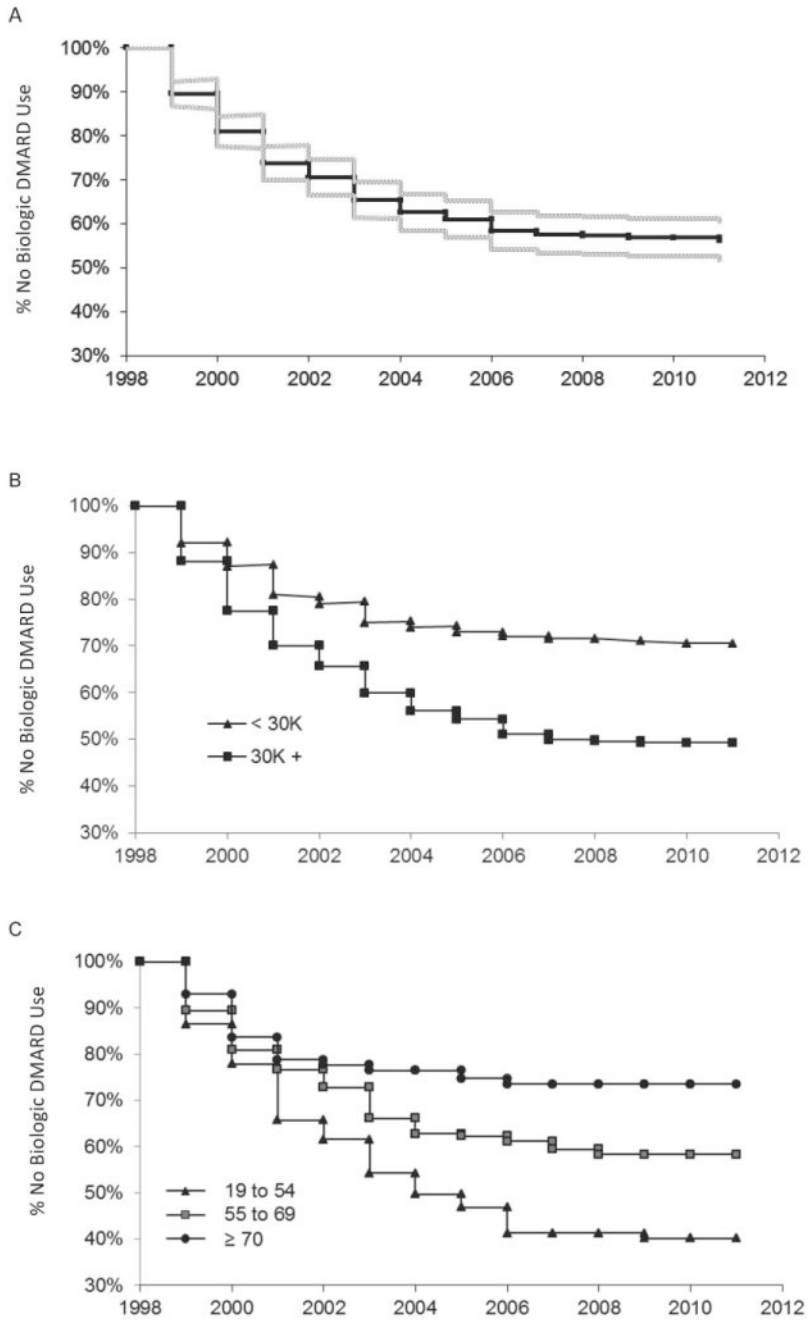 A
% No Biologic DMARD Use
100%
90%
80%
70%
60%
50%
40%
30%
1998 2000 2002 2004 2006 2008 2010 2012
B
% No Biologic DMARD Use
100%
90%
80%
70%
60%
50%
40%
30%
< 30K
30K +
1998 2000 2002 2004 2006 2008 2010 2012
C
% No Biologic DMARD Use
100%
90%
80%
70%
60%
50%
40%
30%
19 to 54
55 to 69
≥ 70
1998 2000 2002 2004 2006 2008 2010 2012